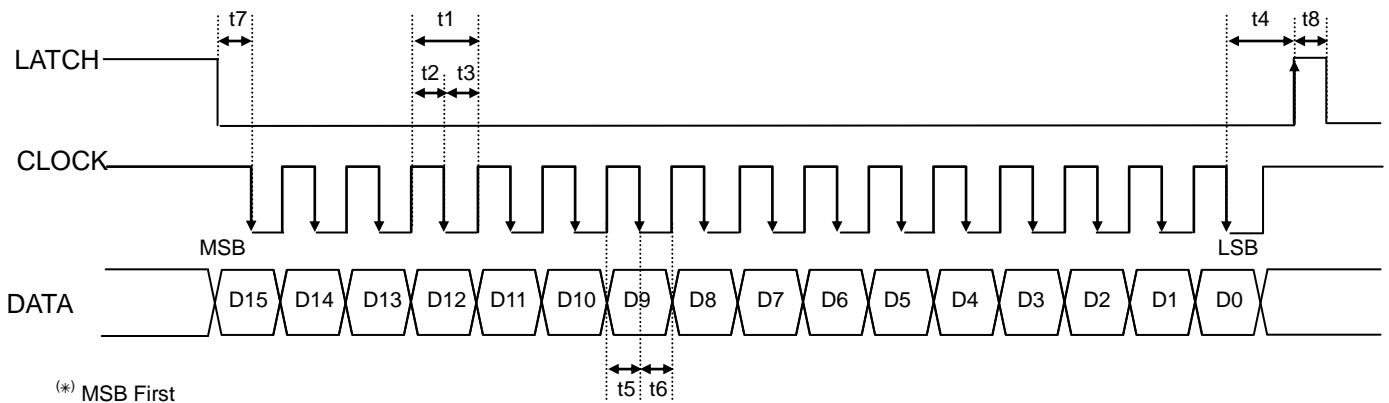 t7 t1 t4 t8
LATCH
t2 t3
CLOCK
MSB LSB
DATA D15 D14 D13 D12 D11 D10 D9 D8 D7 D6 D5 D4 D3 D2 D1 D0
t5 t6
(*) MSB First